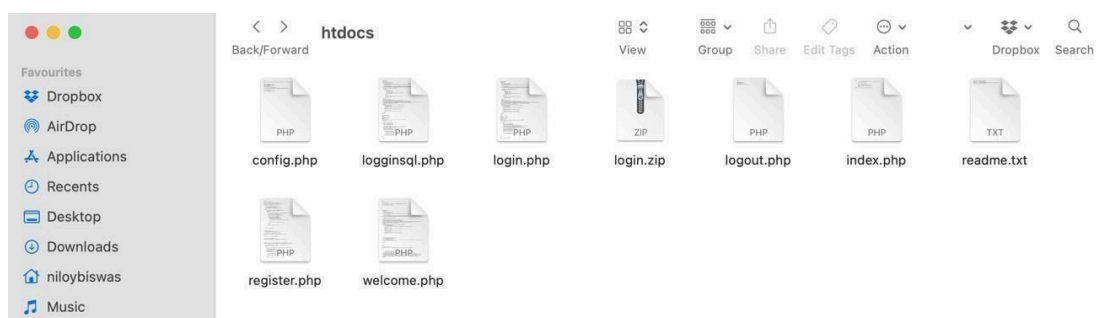 htdocs
Back/Forward
View
Group
Share
Edit Tags
Action
Dropbox
Search
Favourites
Dropbox
AirDrop
Applications
Recents
Desktop
Downloads
niloybiswas
Music
PHP
config.php
PHP
logginsql.php
PHP
login.php
ZIP
login.zip
PHP
logout.php
PHP
index.php
TXT
readme.txt
PHP
register.php
PHP
welcome.php